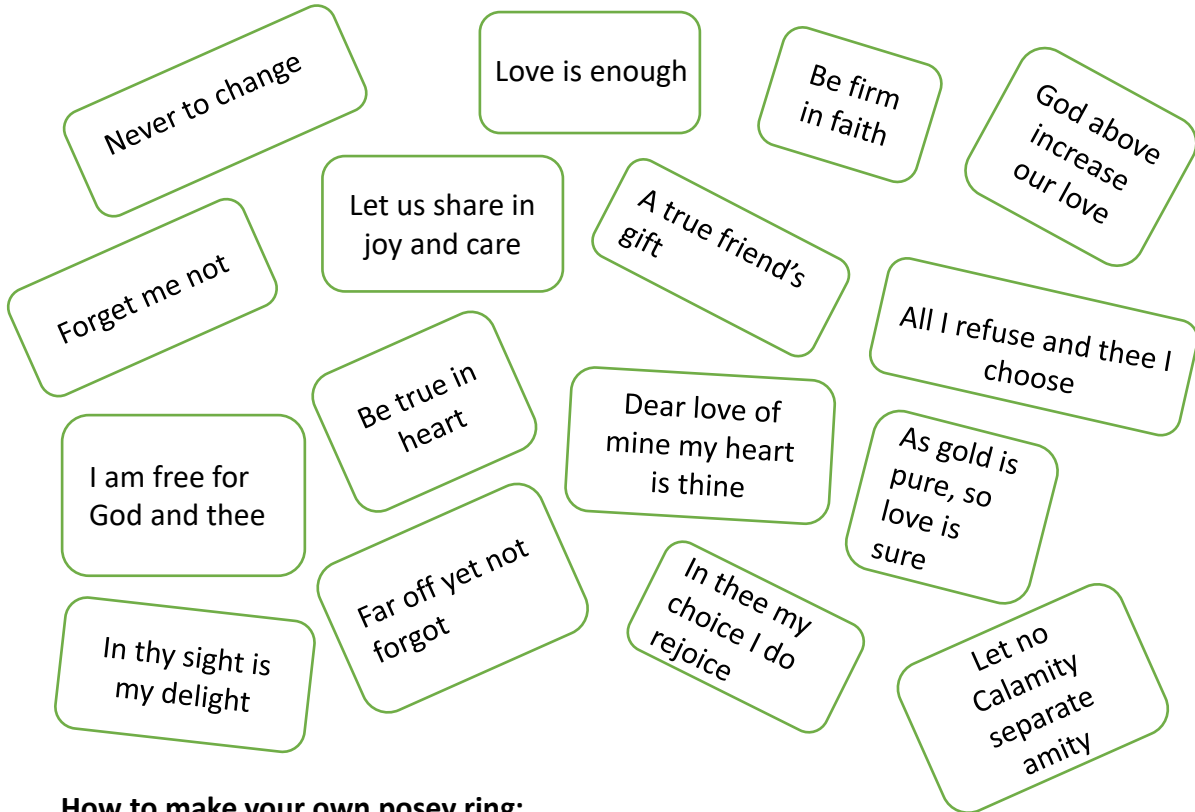 Never to change
Love is enough
Be firm
in faith
God above
increase
our love
Let us share in
joy and care
A true friend’s
gift
Forget me not
All I refuse and thee I
choose
Be true in
heart
Dear love of
mine my heart
is thine
As gold is
pure, so
love is
sure
I am free for
God and thee
Far off yet not
forgot
In thee my
choice I do
rejoice
In thy sight is
my delight
Let no
Calamity
separate
amity
How to make your own posey ring: